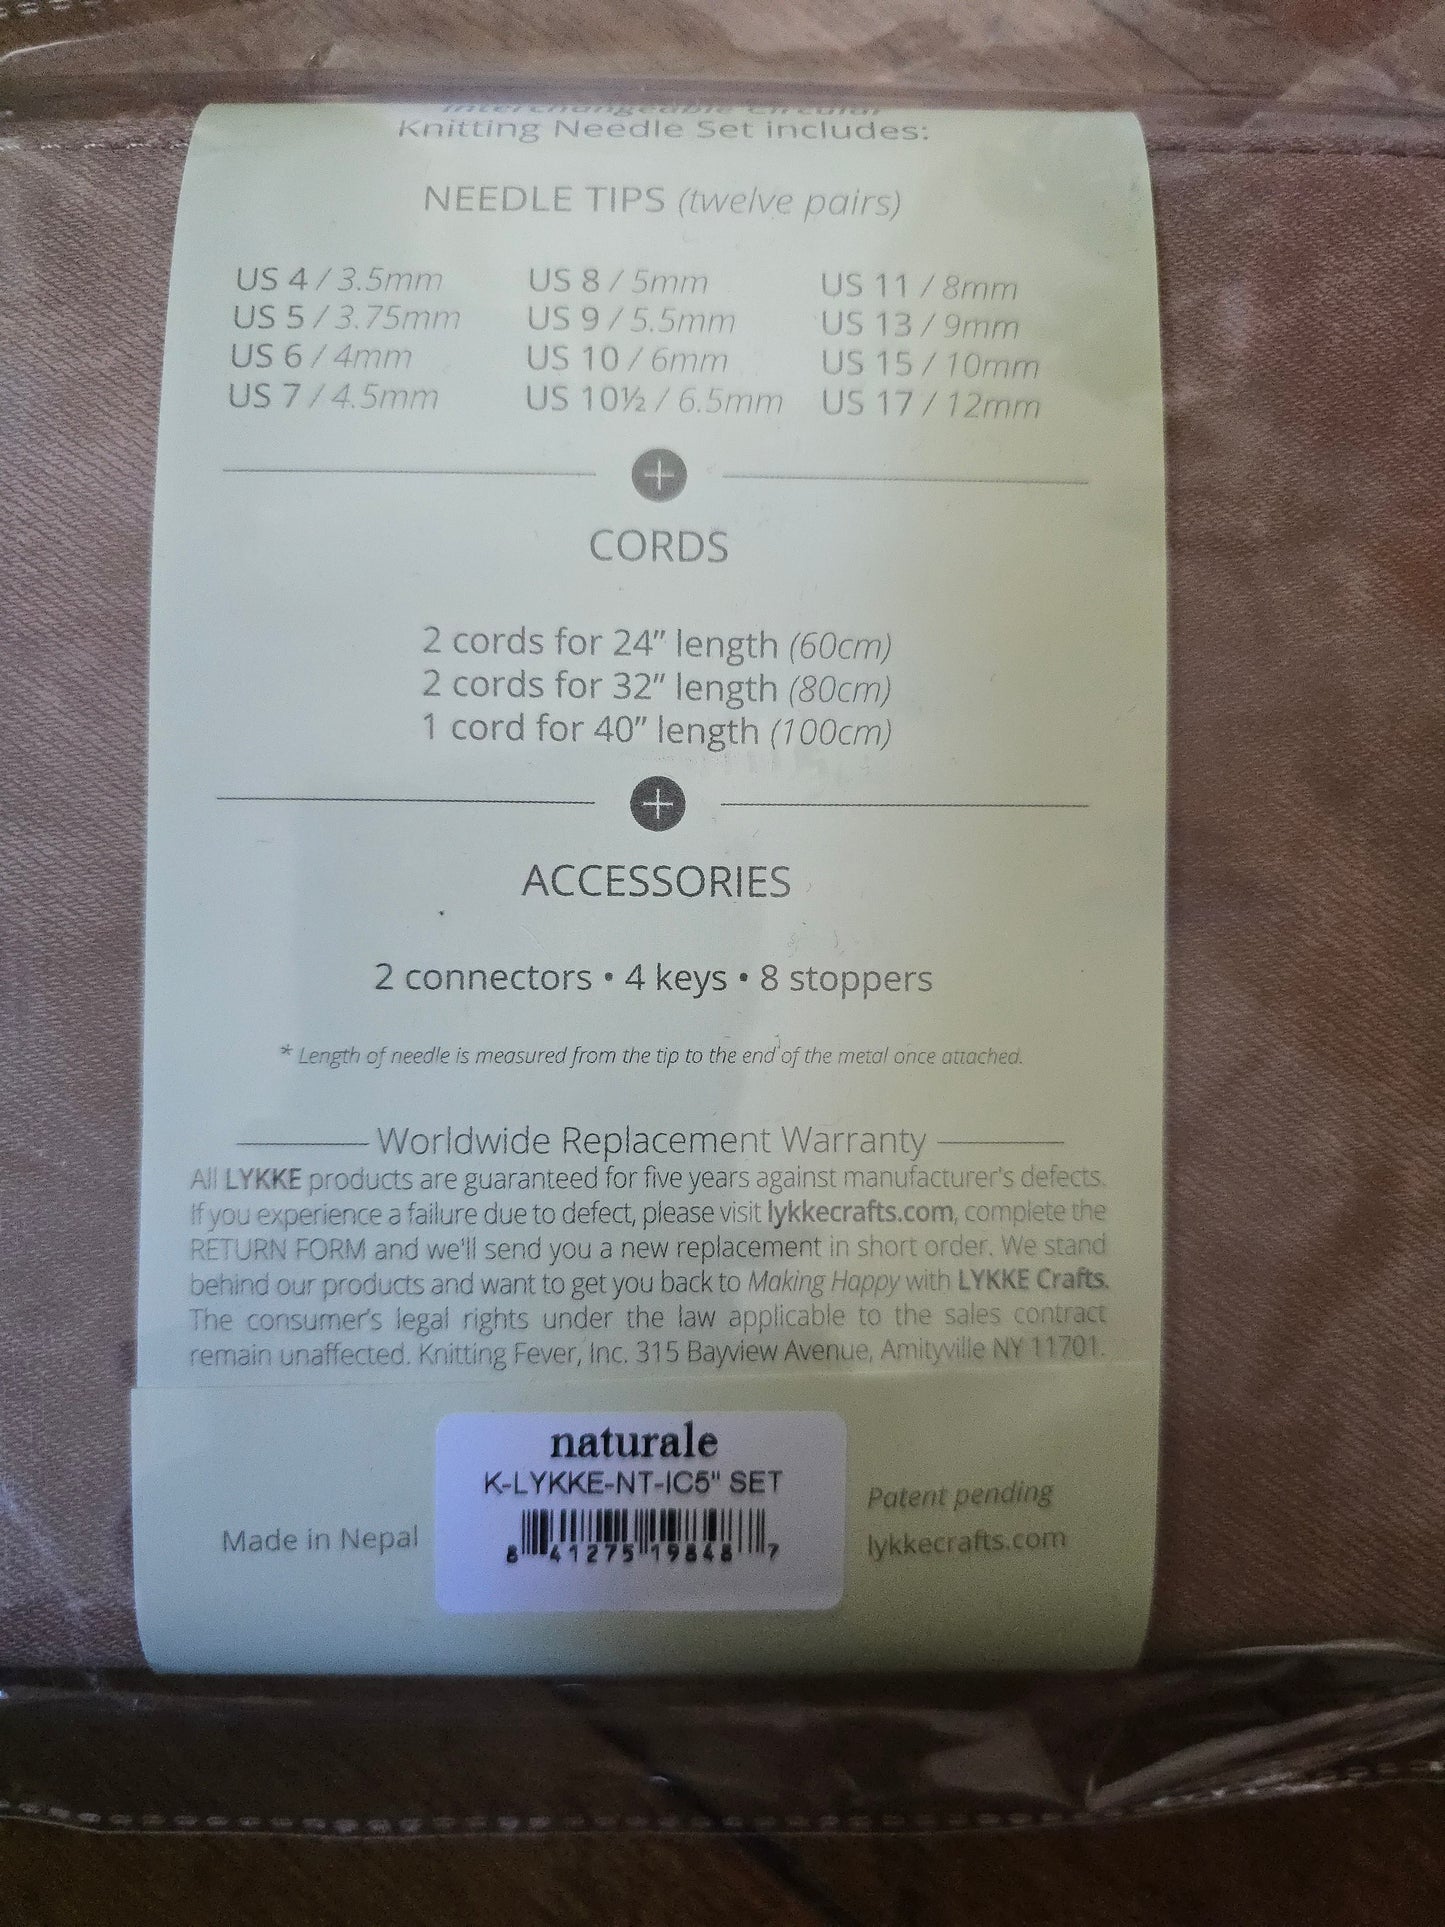 Interchangeable Circular
Knitting Needle Set includes:
NEEDLE TIPS (twelve pairs)
US 4 / 3.5mm
US 5 / 3.75mm
US 6 / 4mm
US 7 / 4.5mm
US 8 / 5mm
US 9 / 5.5mm
US 10 / 6mm
US 10½ / 6.5mm
US 11 / 8mm
US 13 / 9mm
US 15 / 10mm
US 17 / 12mm
CORDS
2 cords for 24" length (60cm)
2 cords for 32" length (80cm)
1 cord for 40" length (100cm)
ACCESSORIES
2 connectors • 4 keys • 8 stoppers
* Length of needle is measured from the tip to the end of the metal once attached.
Worldwide Replacement Warranty
All LYKKE products are guaranteed for five years against manufacturer's defects.
If you experience a failure due to defect, please visit lykkecrafts.com, complete the
RETURN FORM and we'll send you a new replacement in short order. We stand
behind our products and want to get you back to Making Happy with LYKKE Crafts.
The consumer's legal rights under the law applicable to the sales contract
remain unaffected. Knitting Fever, Inc. 315 Bayview Avenue, Amityville NY 11701.
naturale
K-LYKKE-NT-IC5" SET
8 41275 19848 7
Made in Nepal
Patent pending
lykkecrafts.com